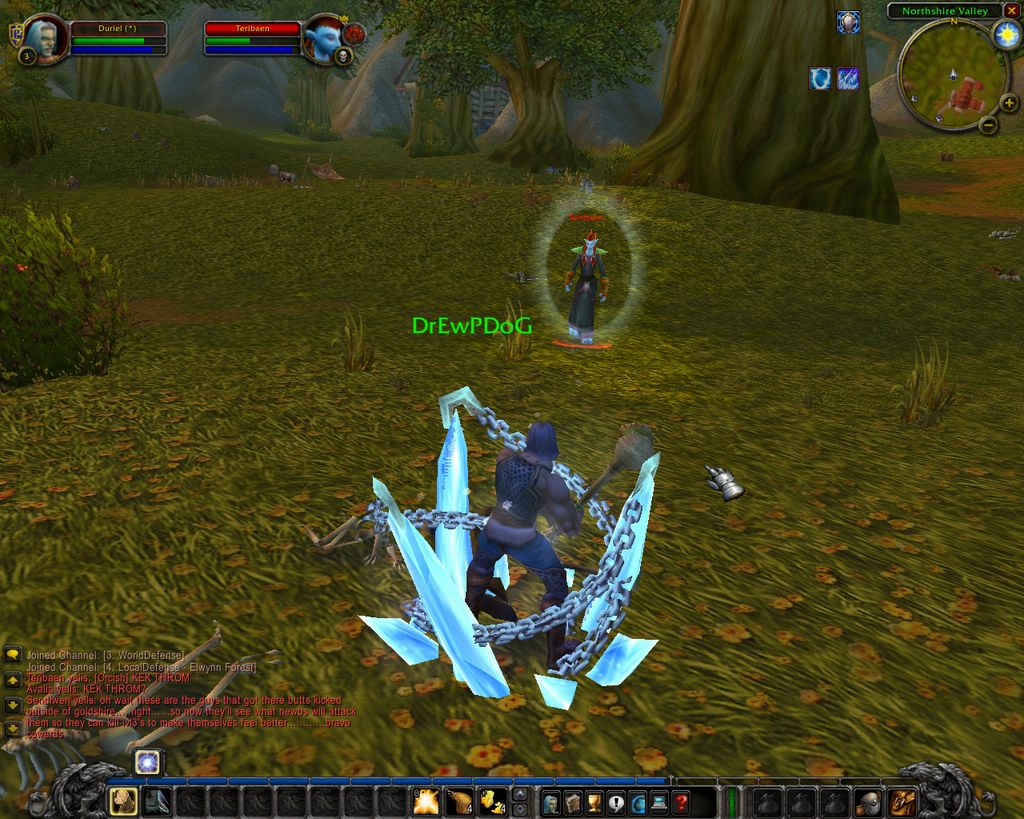 Duriel (*)
Teribaen
Northshire Valley
N
3
DrEwPDoG
Joined Channel: [3. WorldDefense]
Joined Channel: [4. LocalDefense - Elwynn Forest]
Teribaen yells: [Orcish] KEK THROM
Avalia yells: KEK THROM?
yells: oh wait these are the guys that got there butts kicked
outside of goldshire.... right.......so now they'll see what newbs will attack
them so they can kill lvl3's to make themselves feel better..............bravo
cowards
4
4